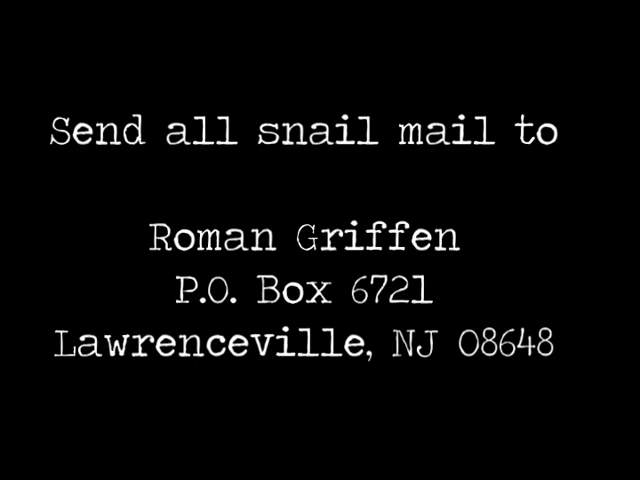 Send all snail mail to
Roman Griffen
P.O. Box 6721
Lawrenceville, NJ 08648